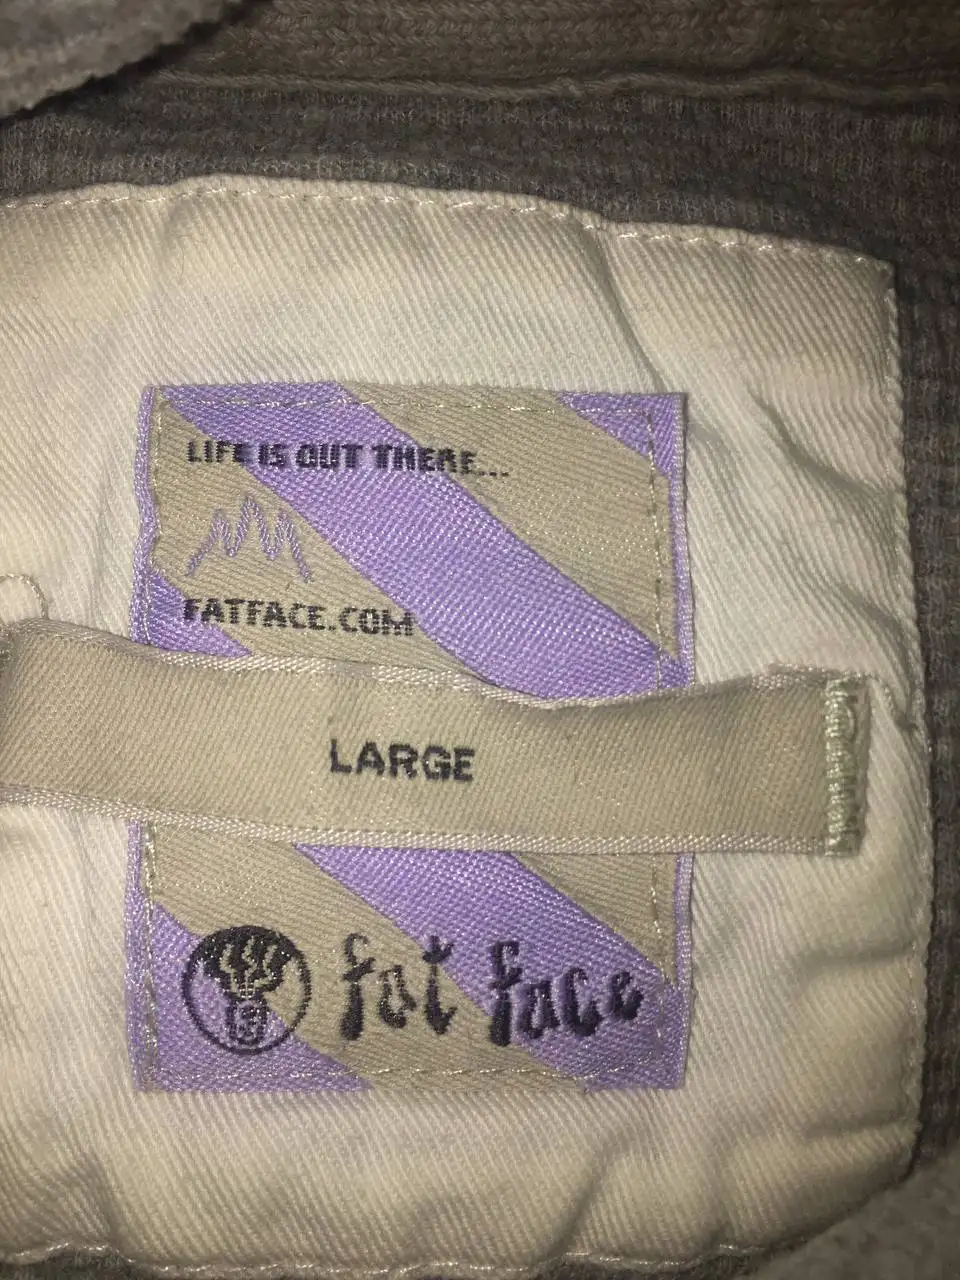 LIFE IS OUT THERE...
FATFACE.COM
LARGE
fat face